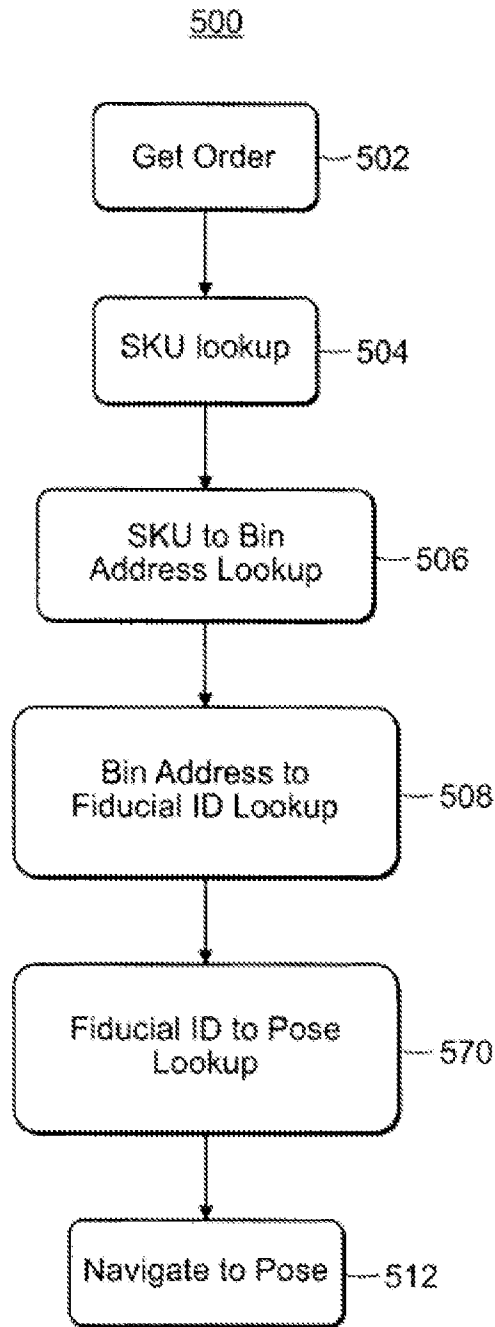 500
Get Order
502
SKU lookup
504
SKU to Bin
Address Lookup
506
Bin Address to
Fiducial ID Lookup
508
Fiducial ID to Pose
Lookup
570
Navigate to Pose
512